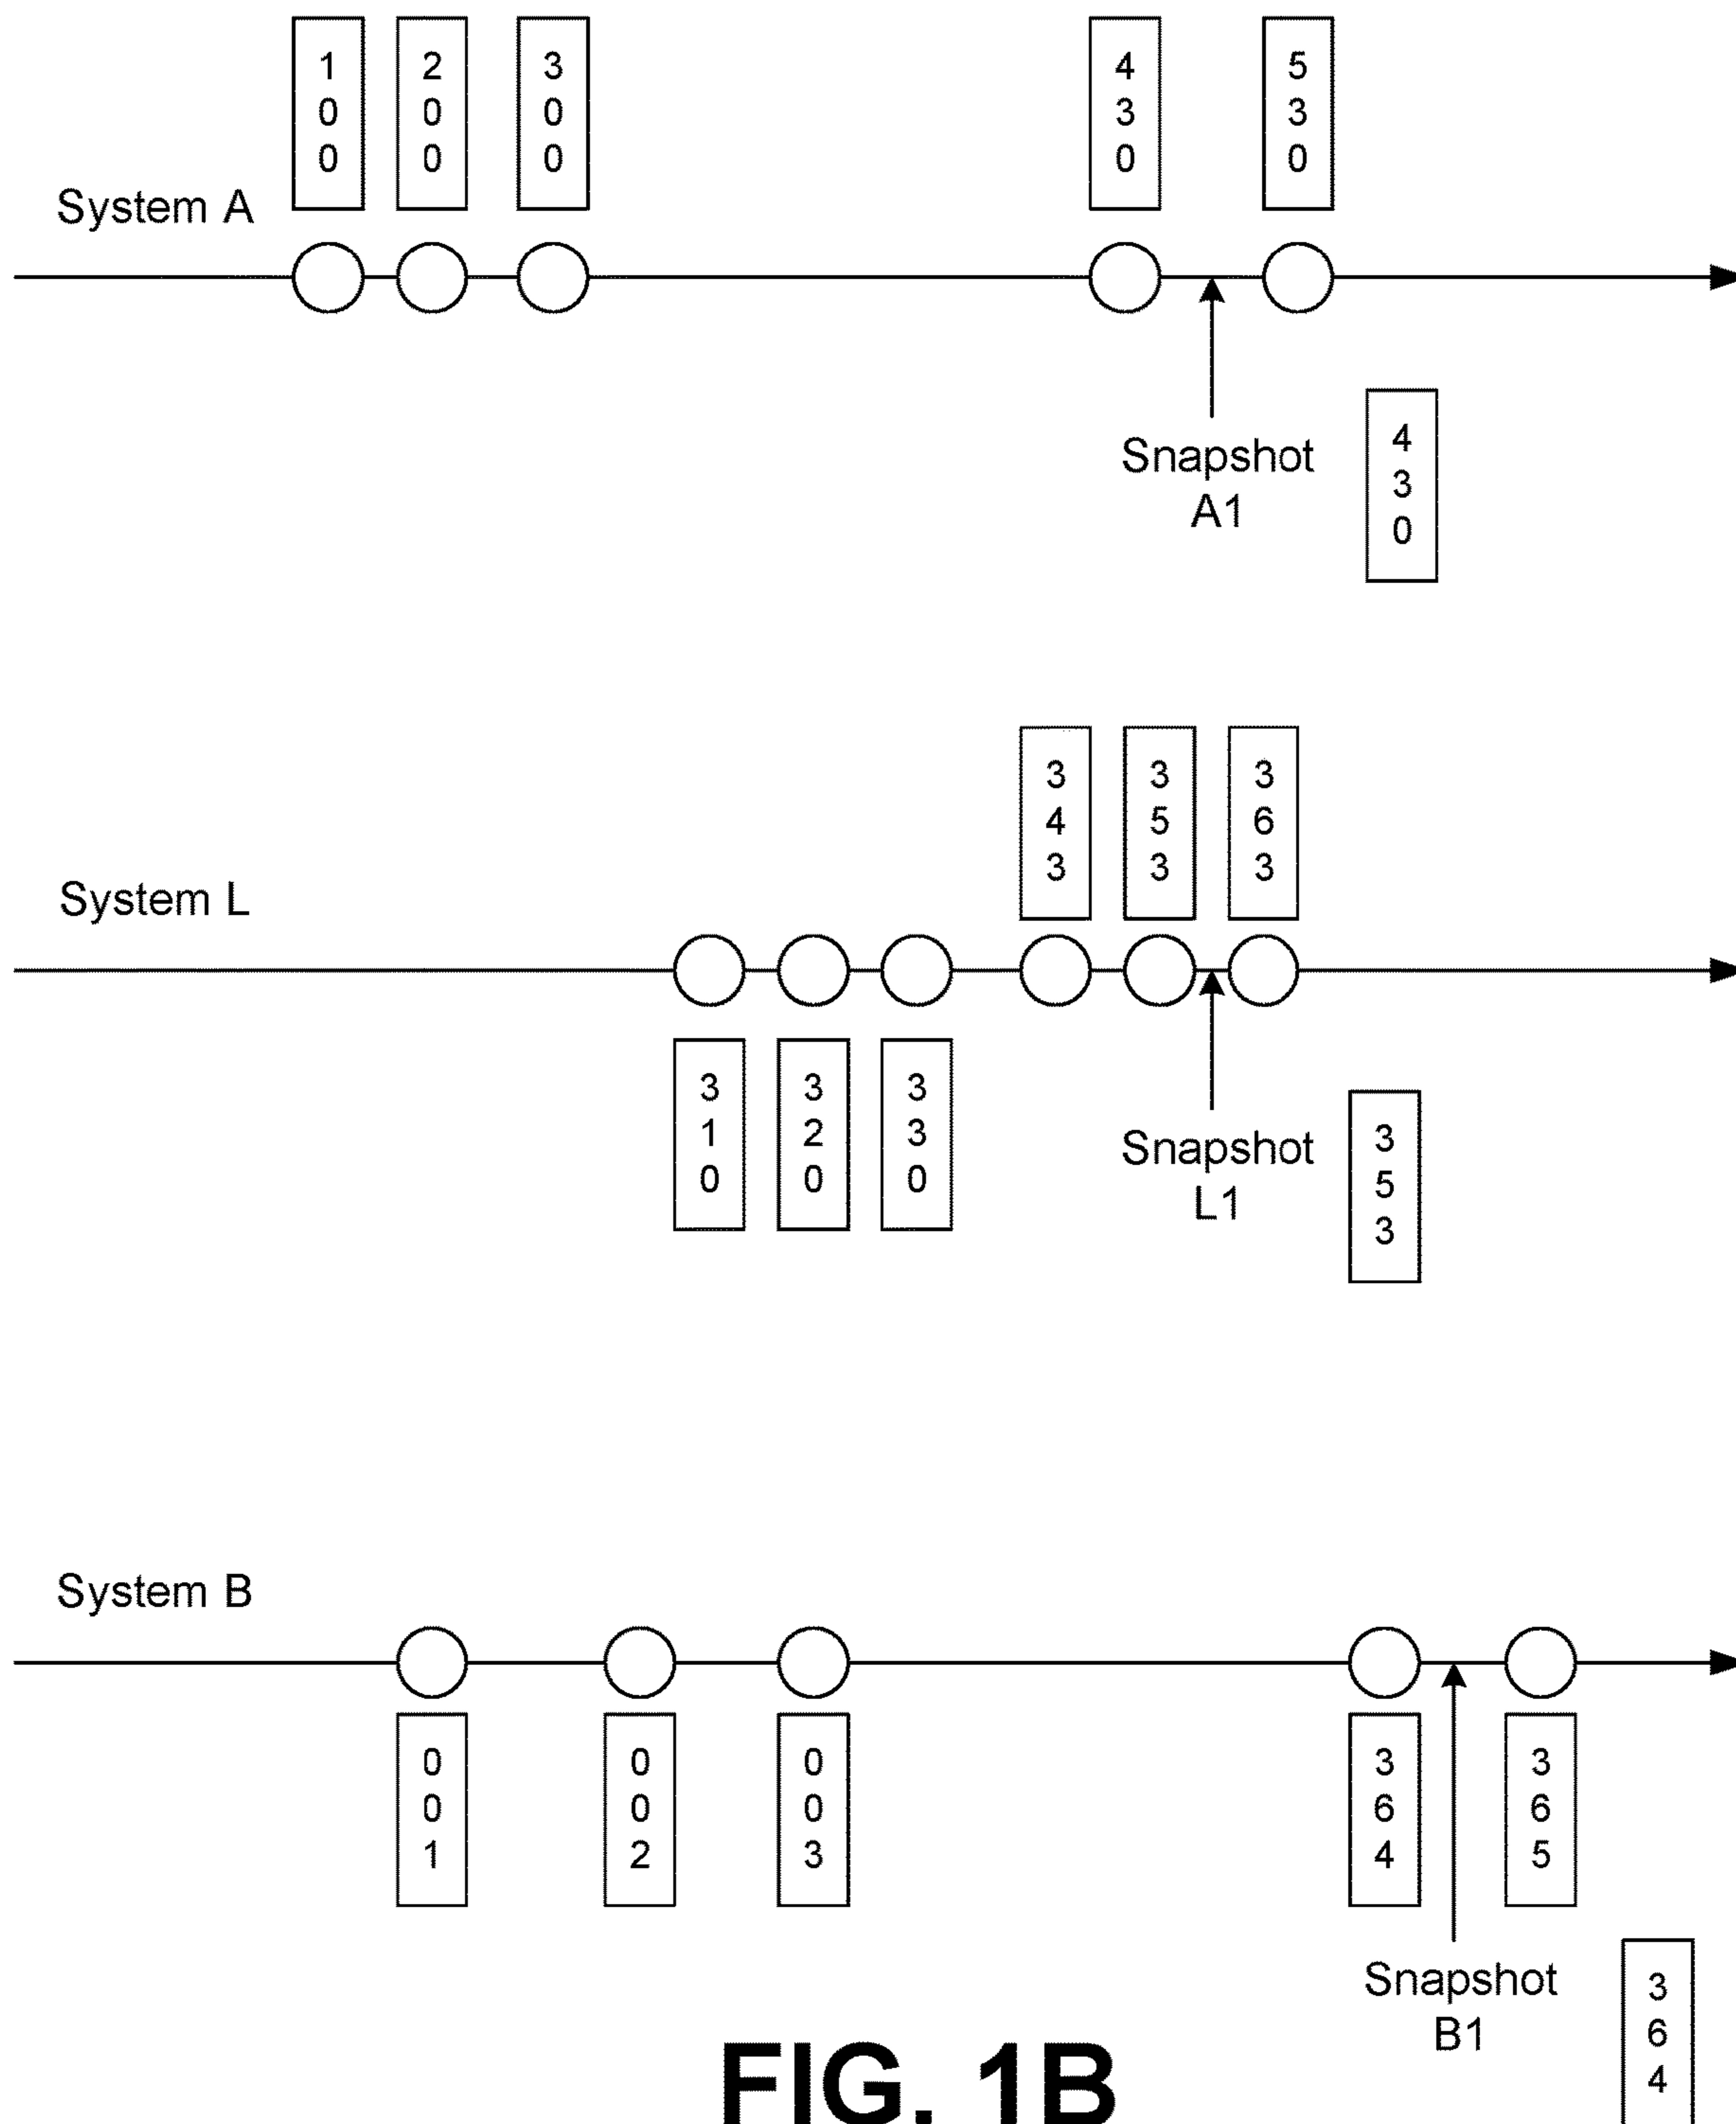 1 2 3 4 5
0 0 0 3 3
0 0 0 0 0
System A
Snapshot
A1
4
3
0
3 3 3
4 5 6
3 3 3
System L
3 3 3
1 2 3
0 0 0
Snapshot
L1
3
5
3
System B
0 0 0 3 3
0 0 0 6 6
1 2 3 4 5
Snapshot
B1
3
6
4
FIG. 1B